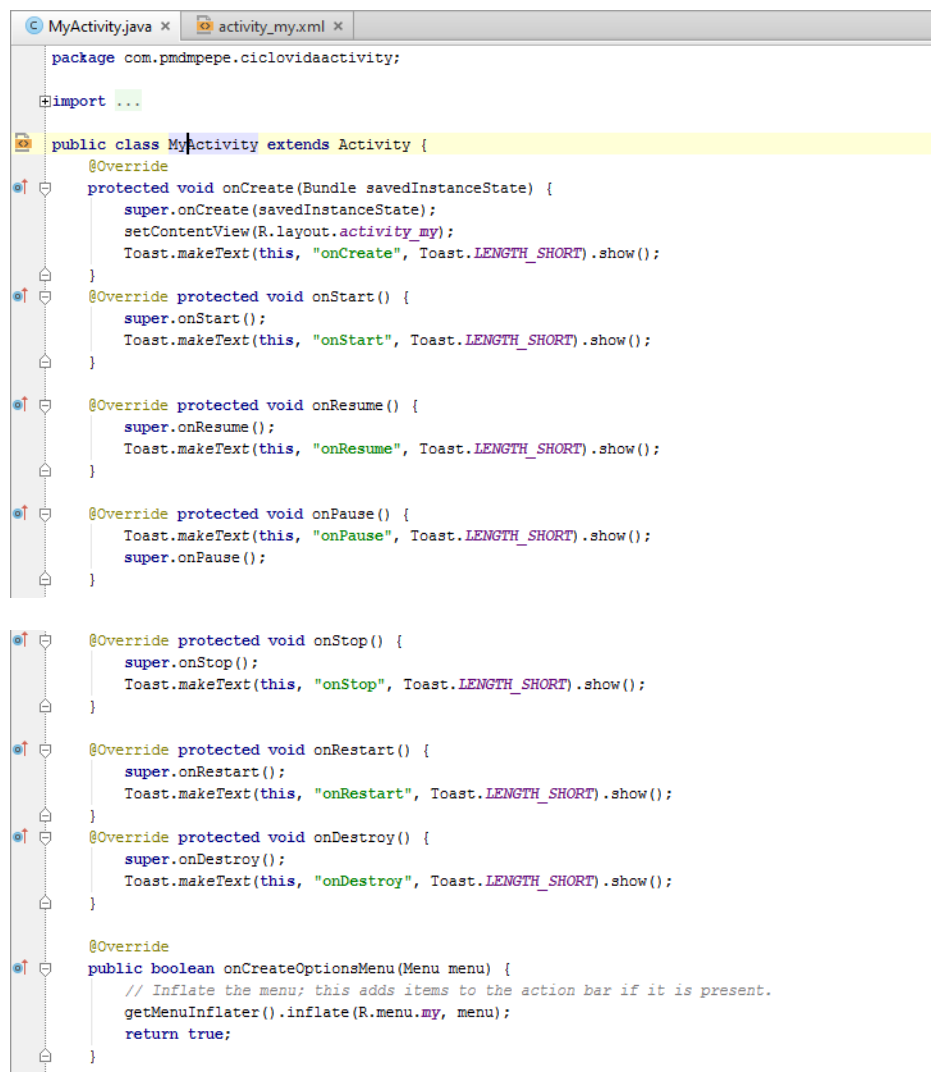 MyActivity.java × activity_my.xml ×
package com.pmdmpepe.ciclovidaactivity;
import ...
public class MyActivity extends Activity {
@Override
protected void onCreate(Bundle savedInstanceState) {
super.onCreate(savedInstanceState);
setContentView(R.layout.activity_my);
Toast.makeText(this, "onCreate", Toast.LENGTH_SHORT).show();
}
@Override protected void onStart() {
super.onStart();
Toast.makeText(this, "onStart", Toast.LENGTH_SHORT).show();
}
@Override protected void onResume() {
super.onResume();
Toast.makeText(this, "onResume", Toast.LENGTH_SHORT).show();
}
@Override protected void onPause() {
Toast.makeText(this, "onPause", Toast.LENGTH_SHORT).show();
super.onPause();
}
@Override protected void onStop() {
super.onStop();
Toast.makeText(this, "onStop", Toast.LENGTH_SHORT).show();
}
@Override protected void onRestart() {
super.onRestart();
Toast.makeText(this, "onRestart", Toast.LENGTH_SHORT).show();
}
@Override protected void onDestroy() {
super.onDestroy();
Toast.makeText(this, "onDestroy", Toast.LENGTH_SHORT).show();
}
@Override
public boolean onCreateOptionsMenu(Menu menu) {
// Inflate the menu; this adds items to the action bar if it is present.
getMenuInflater().inflate(R.menu.my, menu);
return true;
}